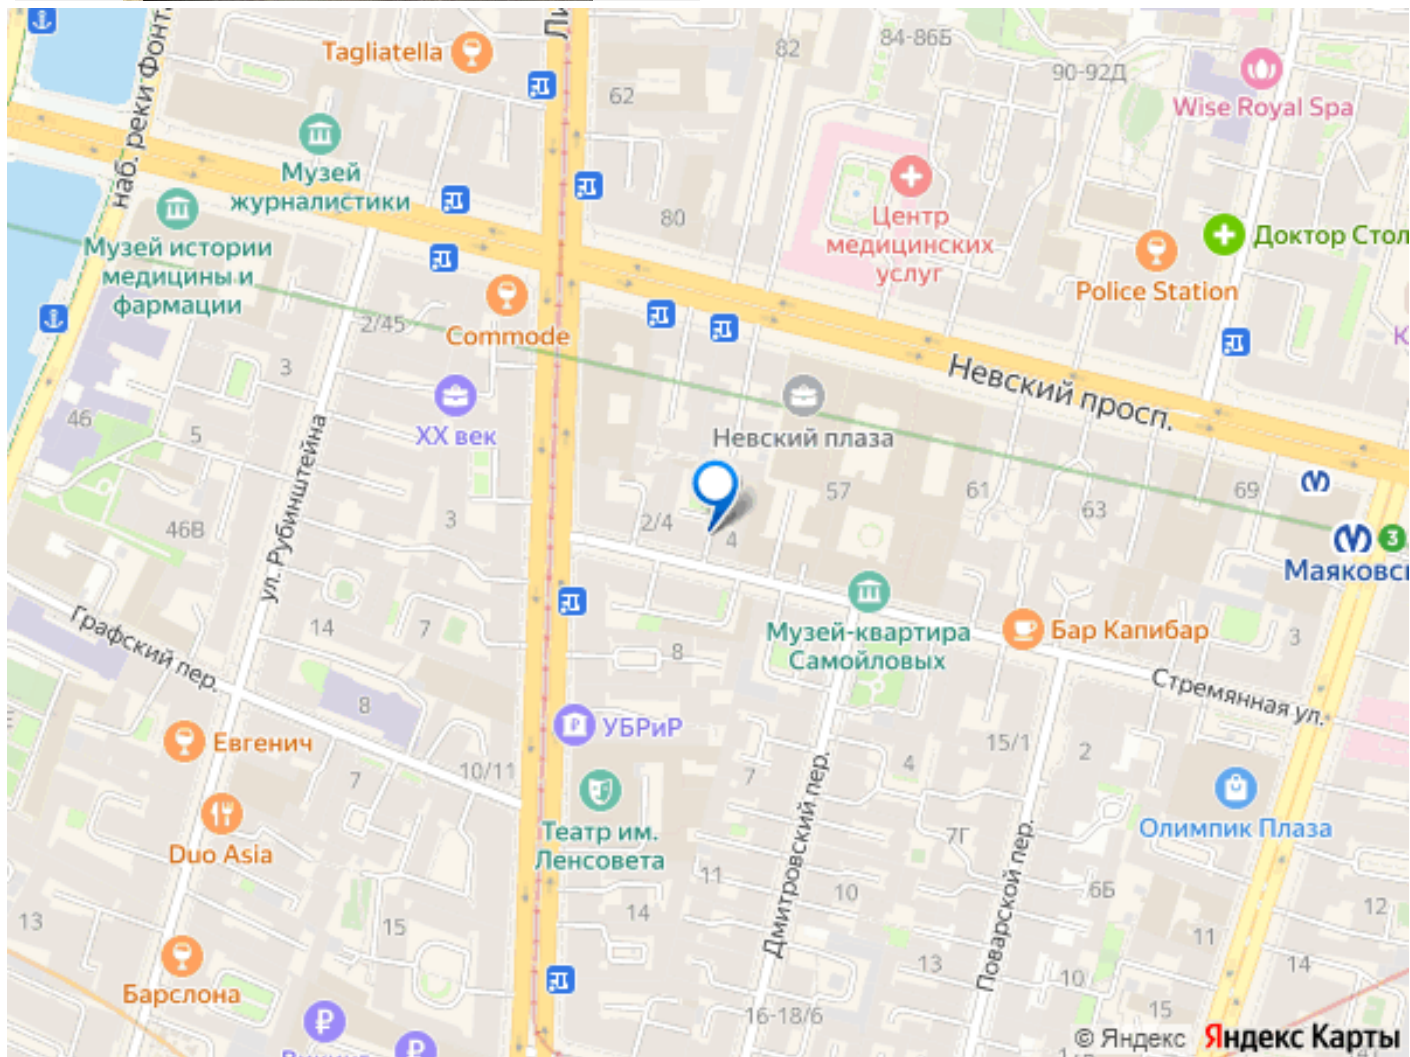 Tagliatella
наб. реки Фонта
Ли
82
84-86Б
90-92Д
Wise Royal Spa
62
Музей
журналистики
80
Центр
медицинских
услуг
Доктор Стол
Музей истории
медицины и
фармации
Police Station
2/45
Commode
3
Невский просп.
К
46
5
ул. Рубинштейна
XX век
Невский плаза
57
61
63
69
46В
3
2/4
4
3
Маяковс
Графский пер.
14
7
8
Музей-квартира
Самойловых
Бар Капибар
3
Стремянная ул.
8
Евгенич
УБРиР
15/1
2
7
10/11
7
4
Дмитровский пер.
Поварской пер.
Duo Asia
Театр им.
Ленсовета
7Г
Олимпик Плаза
11
10
6Б
13
15
14
12
11
Барслона
13
10
14
16-18/6
15
© Яндекс Яндекс Карты